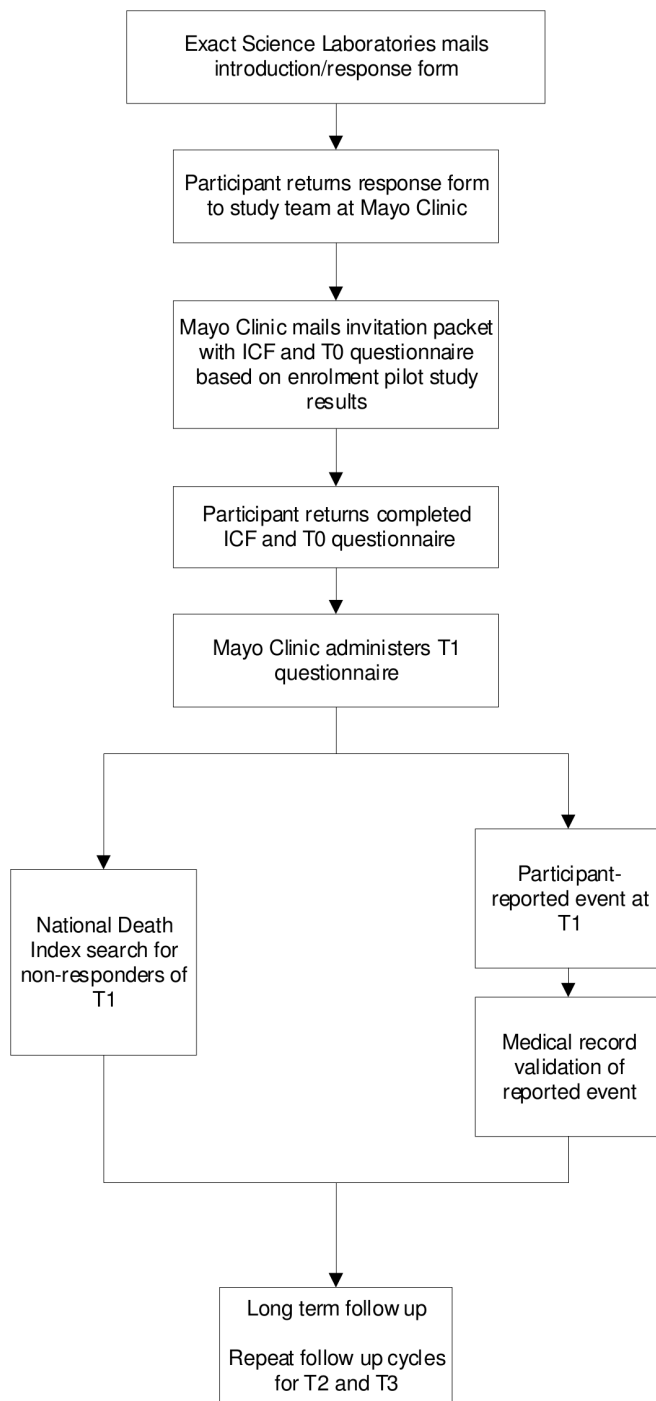 Exact Science Laboratories mails
introduction/response form
Participant returns response form
to study team at Mayo Clinic
Mayo Clinic mails invitation packet
with ICF and T0 questionnaire
based on enrolment pilot study
results
Participant returns completed
ICF and T0 questionnaire
Mayo Clinic administers T1
questionnaire
National Death
Index search for
non-responders of
T1
Participant-
reported event at
T1
Medical record
validation of
reported event
Long term follow up
Repeat follow up cycles
for T2 and T3